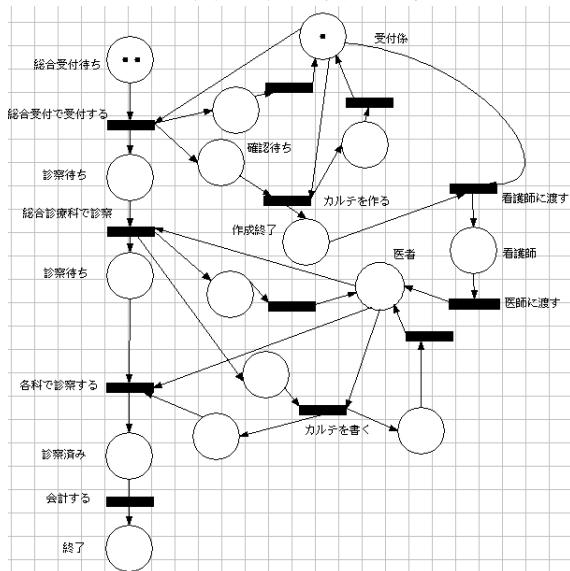 受付係
総合受付待ち
総合受付で受付する
確認待ち
診察待ち
カルテを作る
看護師に渡す
総合診療科で診察
作成終了
看護師
医者
診察待ち
医師に渡す
各科で診察する
カルテを書く
診察済み
会計する
終了